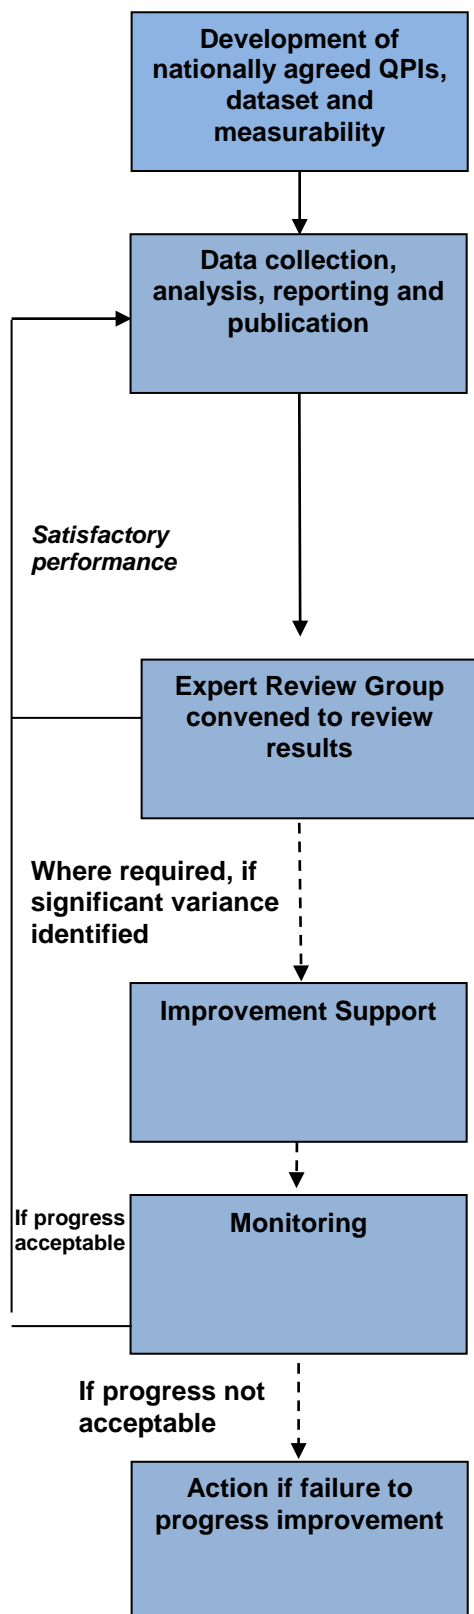 Development of
nationally agreed QPIs,
dataset and
measurability
Data collection,
analysis, reporting and
publication
Satisfactory
performance
Expert Review Group
convened to review
results
Where required, if
significant variance
identified
Improvement Support
If progress
acceptable
Monitoring
If progress not
acceptable
Action if failure to
progress improvement